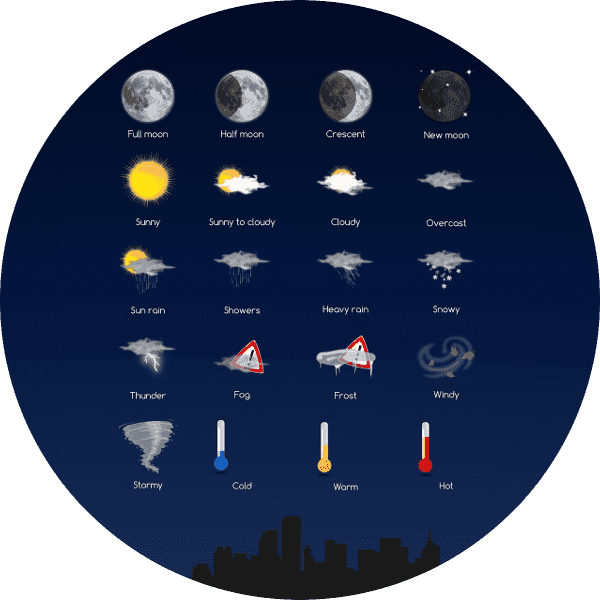 Full moon
Half moon
Crescent
New moon
Sunny
Sunny to cloudy
Cloudy
Overcast
Sun rain
Showers
Heavy rain
Snowy
Thunder
Fog
Frost
Windy
Stormy
Cold
Warm
Hot